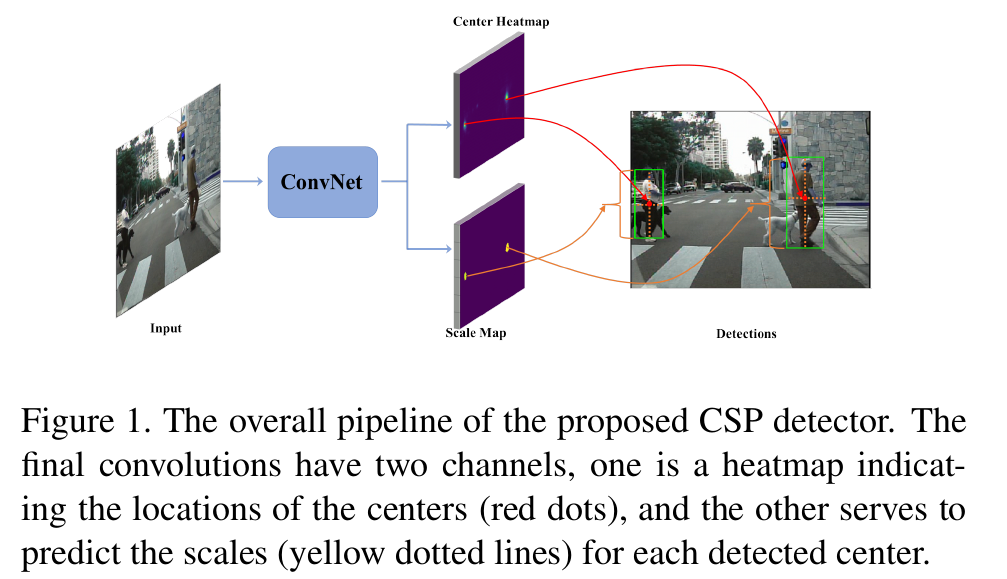 Center Heatmap
ConvNet
Input
Scale Map
Detections
Figure 1. The overall pipeline of the proposed CSP detector. The
final convolutions have two channels, one is a heatmap indicat-
ing the locations of the centers (red dots), and the other serves to
predict the scales (yellow dotted lines) for each detected center.